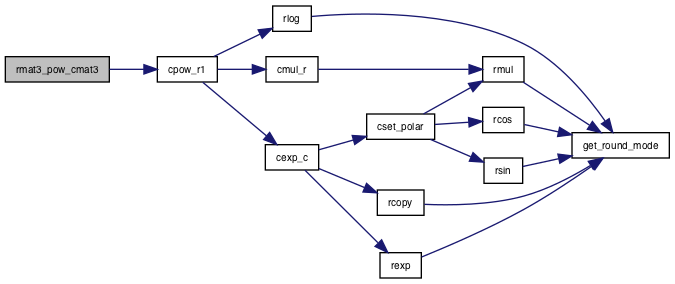 rlog
rmat3_pow_cmat3
cpow_r1
cmul_r
rmul
cset_polar
rcos
get_round_mode
cexp_c
rsin
rcopy
rexp